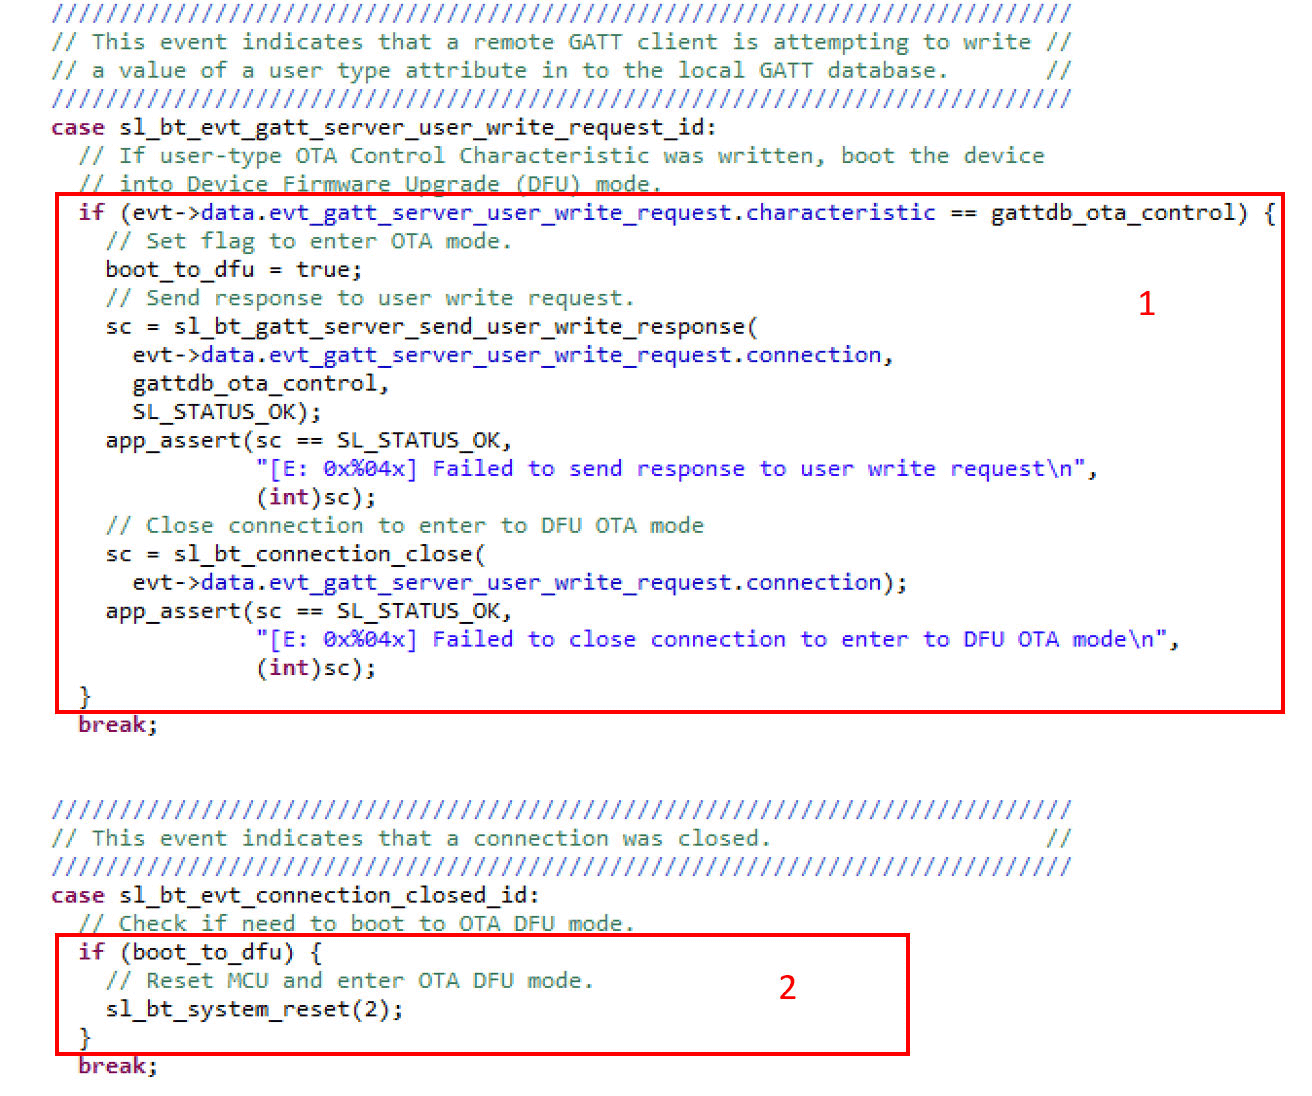 ///////////////////////////////////////////////////////////////////////////
// This event indicates that a remote GATT client is attempting to write //
// a value of a user type attribute in to the local GATT database.       //
///////////////////////////////////////////////////////////////////////////
case sl_bt_evt_gatt_server_user_write_request_id:
  // If user-type OTA Control Characteristic was written, boot the device
  // into Device Firmware Upgrade (DFU) mode.
  if (evt->data.evt_gatt_server_user_write_request.characteristic == gattdb_ota_control) {
    // Set flag to enter OTA mode.
    boot_to_dfu = true;
    // Send response to user write request.
1
    sc = sl_bt_gatt_server_send_user_write_response(
      evt->data.evt_gatt_server_user_write_request.connection,
      gattdb_ota_control,
      SL_STATUS_OK);
    app_assert(sc == SL_STATUS_OK,
               "[E: 0x%04x] Failed to send response to user write request\n",
               (int)sc);
    // Close connection to enter to DFU OTA mode
    sc = sl_bt_connection_close(
      evt->data.evt_gatt_server_user_write_request.connection);
    app_assert(sc == SL_STATUS_OK,
               "[E: 0x%04x] Failed to close connection to enter to DFU OTA mode\n",
               (int)sc);
  }
  break;
///////////////////////////////////////////////////////////////////////////
// This event indicates that a connection was closed.                    //
///////////////////////////////////////////////////////////////////////////
case sl_bt_evt_connection_closed_id:
  // Check if need to boot to OTA DFU mode.
  if (boot_to_dfu) {
    // Reset MCU and enter OTA DFU mode.
2
    sl_bt_system_reset(2);
  }
  break;